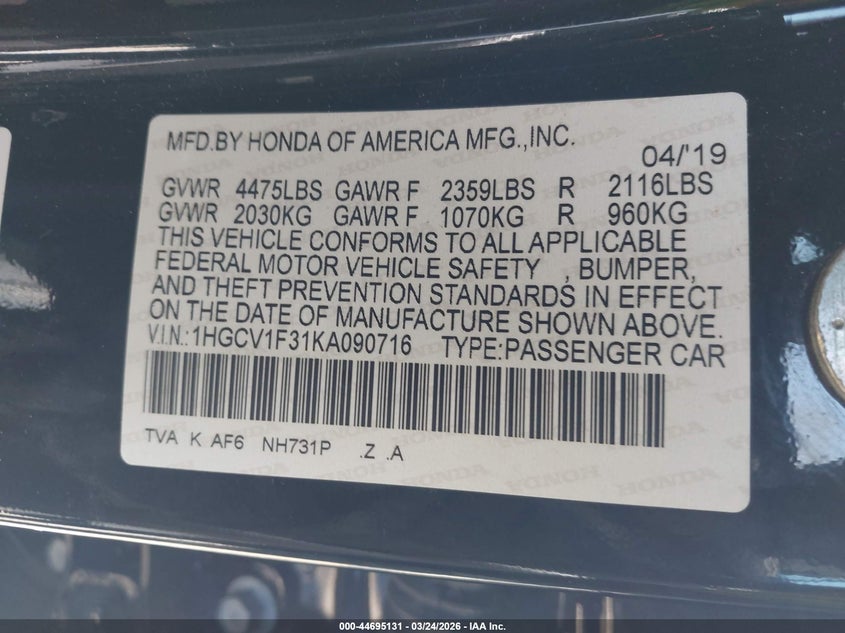 MFD.BY HONDA OF AMERICA MFG.,INC.
04/'19
GVWR 4475LBS GAWR F 2359LBS R 2116LBS
GVWR 2030KG GAWR F 1070KG R 960KG
THIS VEHICLE CONFORMS TO ALL APPLICABLE
FEDERAL MOTOR VEHICLE SAFETY , BUMPER,
AND THEFT PREVENTION STANDARDS IN EFFECT
ON THE DATE OF MANUFACTURE SHOWN ABOVE.
V.I.N.:1HGCV1F31KA090716 TYPE:PASSENGER CAR
TVA K AF6 NH731P .Z .A
000-44695131 - 03/24/2026 - IAA Inc.